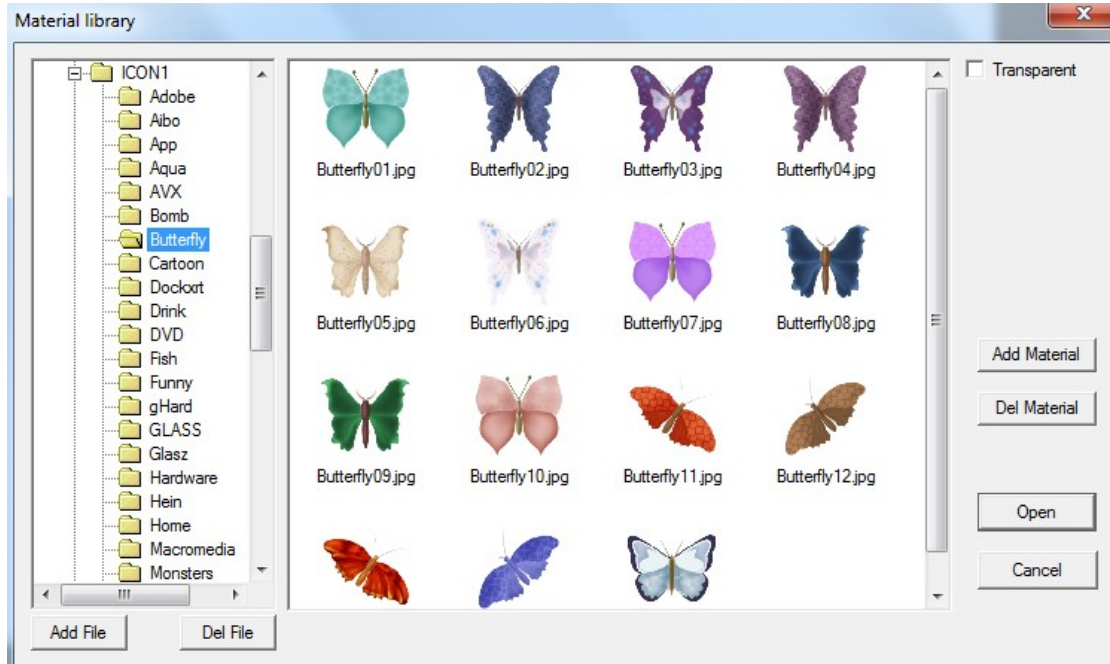 Material library
ICON1
Adobe
Aibo
App
Aqua
AVX
Bomb
Butterfly
Cartoon
Dockxrt
Drink
DVD
Fish
Funny
gHard
GLASS
Glasz
Hardware
Hein
Home
Macromedia
Monsters
Add File
Del File
Butterfly01.jpg
Butterfly02.jpg
Butterfly03.jpg
Butterfly04.jpg
Butterfly05.jpg
Butterfly06.jpg
Butterfly07.jpg
Butterfly08.jpg
Butterfly09.jpg
Butterfly10.jpg
Butterfly11.jpg
Butterfly12.jpg
Transparent
Add Material
Del Material
Open
Cancel